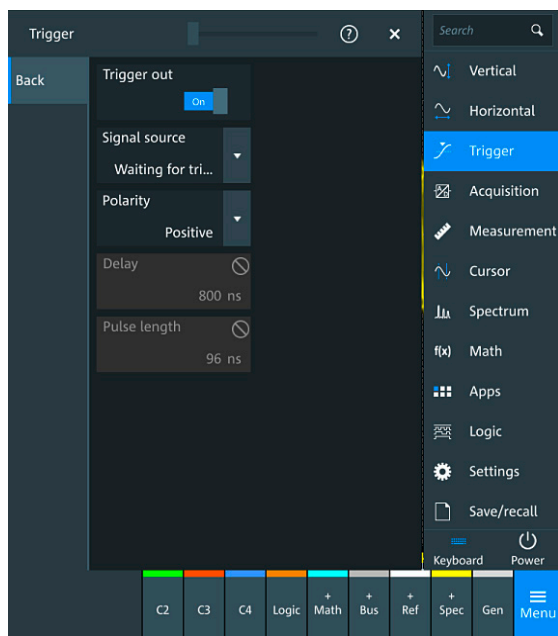 Trigger
?
Back
Trigger out
On
Signal source
Waiting for tri...
Polarity
Positive
Delay
800 ns
Pulse length
96 ns
Search
Vertical
Horizontal
Trigger
Acquisition
Measurement
Cursor
Spectrum
f(x) Math
Apps
Logic
Settings
Save/recall
Keyboard
Power
C2
C3
C4
Logic
+ Math
+ Bus
+ Ref
+ Spec
Gen
Menu